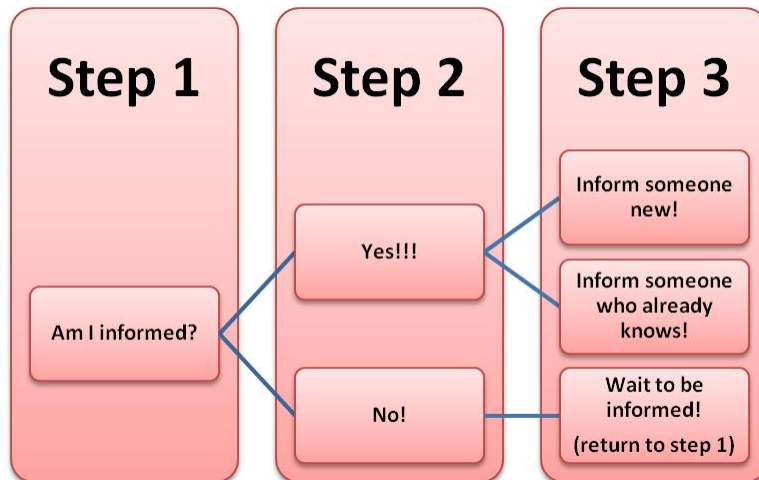 Step 1
Step 2
Step 3
Am I informed?
Yes!!!
No!
Inform someone
new!
Inform someone
who already
knows!
Wait to be
informed!
(return to step 1)